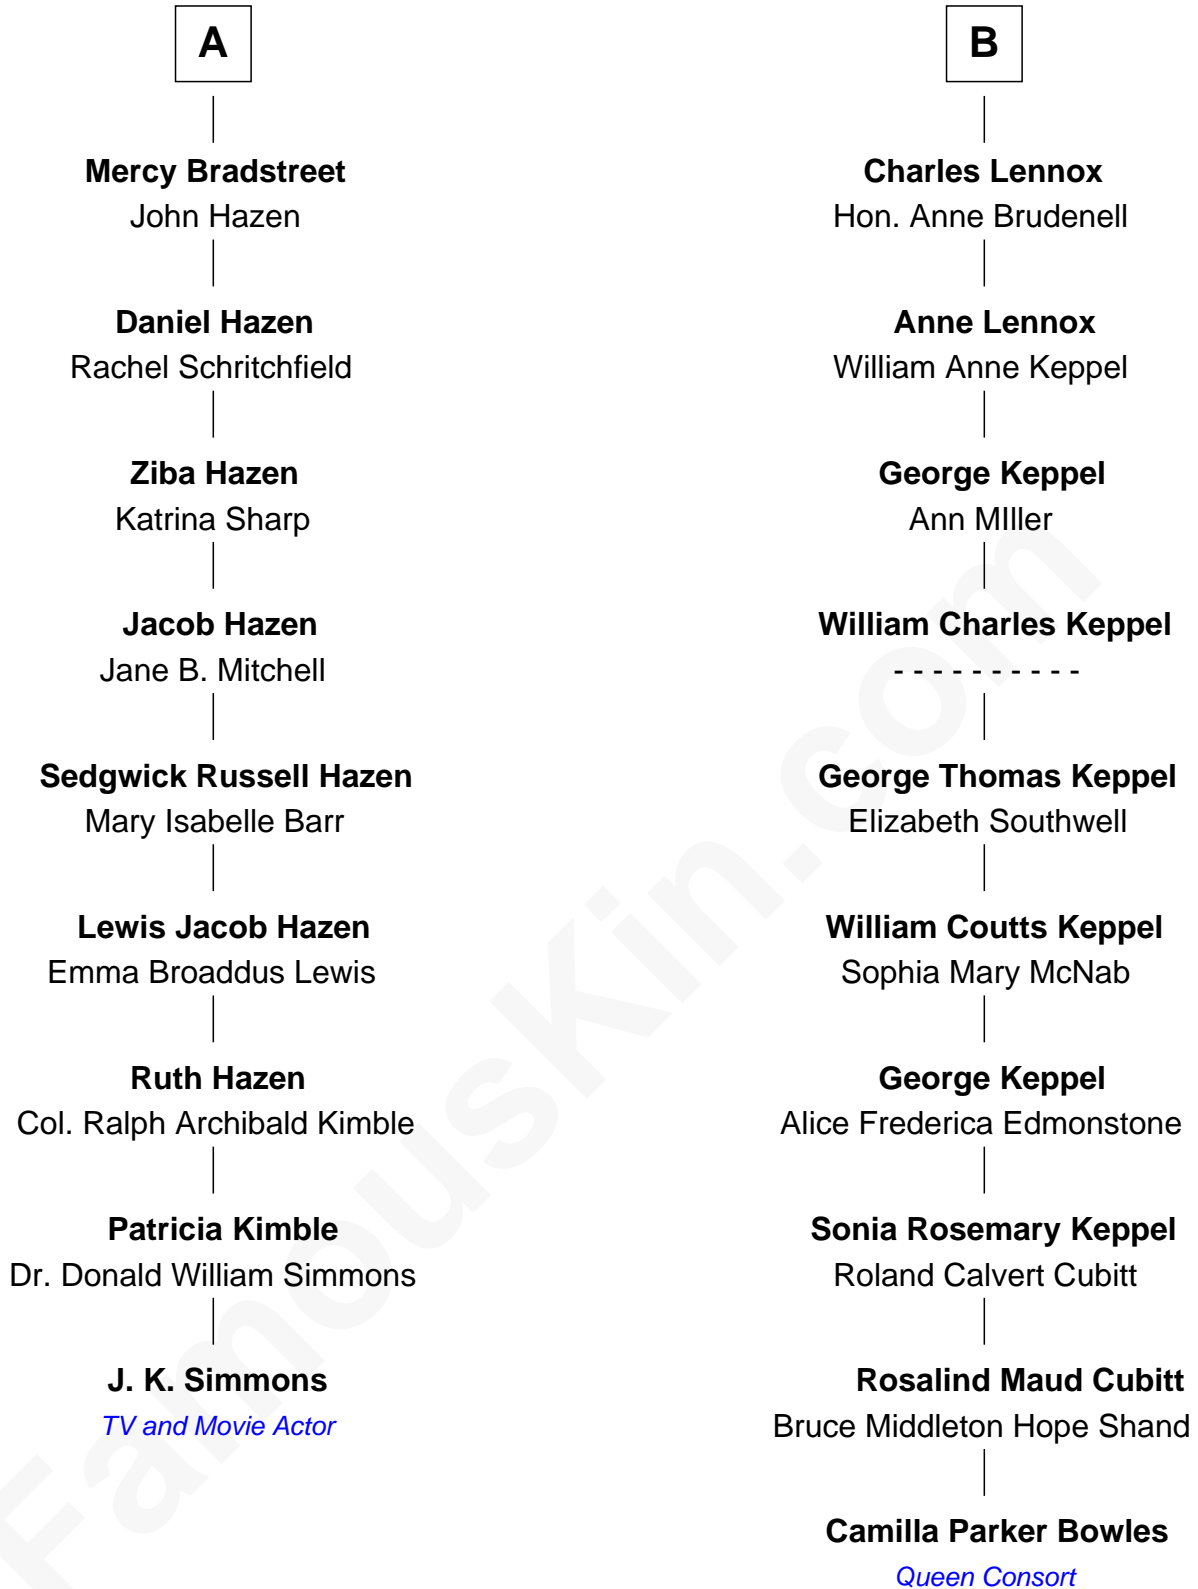 A
Mercy Bradstreet
John Hazen
Daniel Hazen
Rachel Schritchfield
Ziba Hazen
Katrina Sharp
Jacob Hazen
Jane B. Mitchell
Sedgwick Russell Hazen
Mary Isabelle Barr
Lewis Jacob Hazen
Emma Broaddus Lewis
Ruth Hazen
Col. Ralph Archibald Kimble
Patricia Kimble
Dr. Donald William Simmons
J. K. Simmons
TV and Movie Actor
B
Charles Lennox
Hon. Anne Brudenell
Anne Lennox
William Anne Keppel
George Keppel
Ann MIller
William Charles Keppel
- - - - - - - - - -
George Thomas Keppel
Elizabeth Southwell
William Coutts Keppel
Sophia Mary McNab
George Keppel
Alice Frederica Edmonstone
Sonia Rosemary Keppel
Roland Calvert Cubitt
Rosalind Maud Cubitt
Bruce Middleton Hope Shand
Camilla Parker Bowles
Queen Consort
FamousKin.com